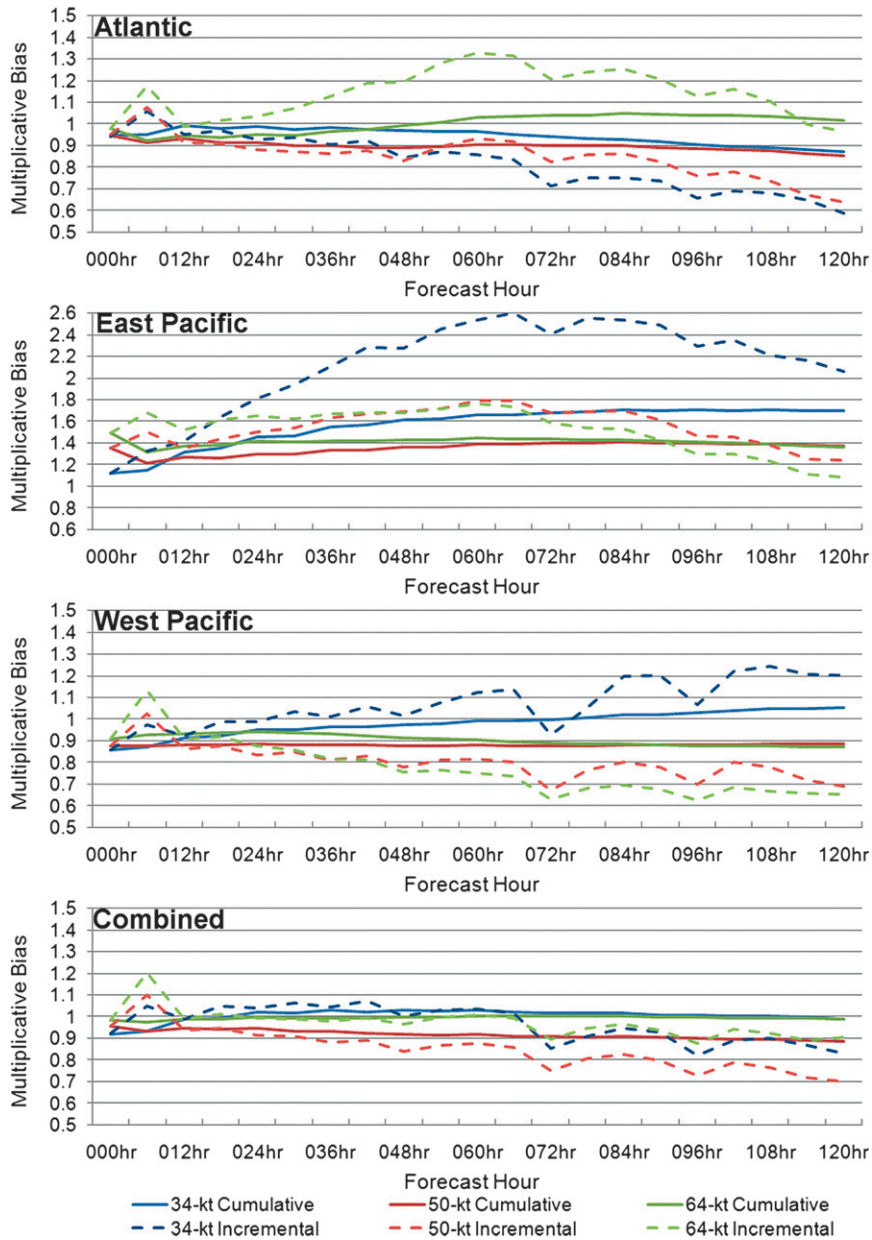 Atlantic
Multiplicative Bias
1.5
1.4
1.3
1.2
1.1
1
0.9
0.8
0.7
0.6
0.5
000hr 012hr 024hr 036hr 048hr 060hr 072hr 084hr 096hr 108hr 120hr
Forecast Hour
East Pacific
Multiplicative Bias
2.6
2.4
2.2
2
1.8
1.6
1.4
1.2
1
0.8
0.6
000hr 012hr 024hr 036hr 048hr 060hr 072hr 084hr 096hr 108hr 120hr
Forecast Hour
West Pacific
Multiplicative Bias
1.5
1.4
1.3
1.2
1.1
1
0.9
0.8
0.7
0.6
0.5
000hr 012hr 024hr 036hr 048hr 060hr 072hr 084hr 096hr 108hr 120hr
Forecast Hour
Combined
Multiplicative Bias
1.5
1.4
1.3
1.2
1.1
1
0.9
0.8
0.7
0.6
0.5
000hr 012hr 024hr 036hr 048hr 060hr 072hr 084hr 096hr 108hr 120hr
Forecast Hour
34-kt Cumulative 50-kt Cumulative 64-kt Cumulative
34-kt Incremental 50-kt Incremental 64-kt Incremental